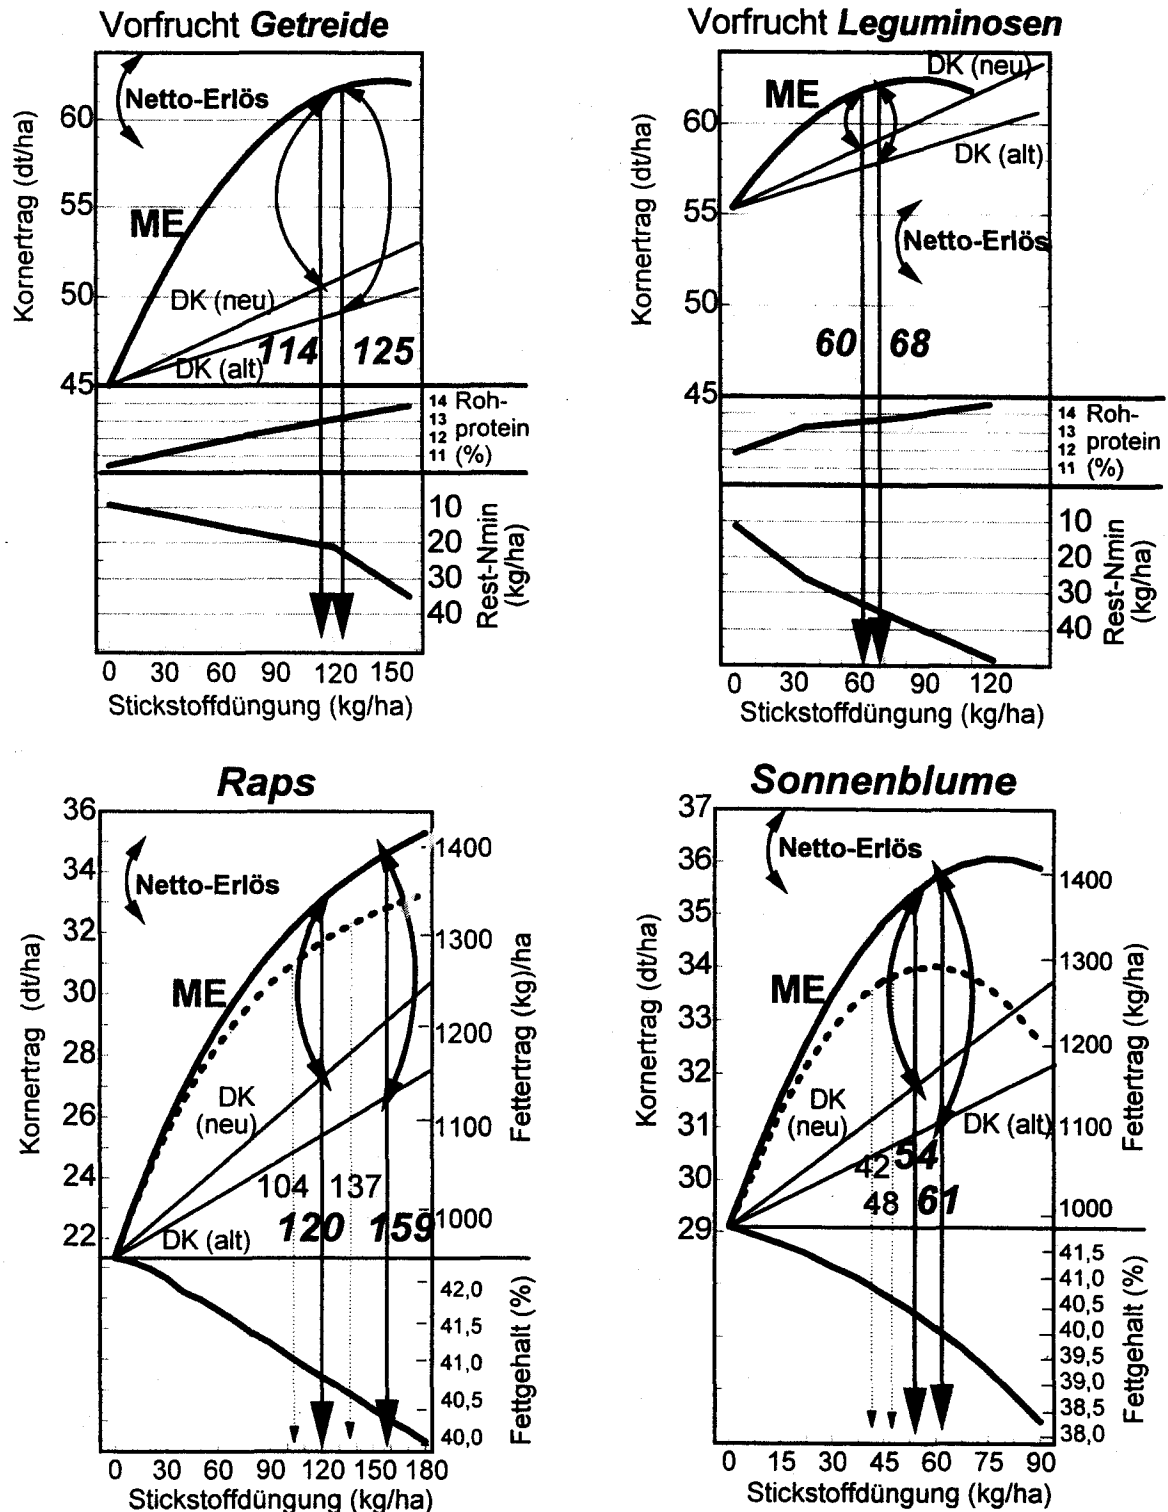 Vorfrucht Getreide
Netto-Erlös
Kornertrag (dt/ha)
60
55
50
45
ME
DK (neu)
DK (alt)
114
125
14 Roh-
13
12 protein
11 (%)
10
20
30
40
Rest-Nmin
(kg/ha)
0 30 60 90 120 150
Stickstoffdüngung (kg/ha)
Vorfrucht Leguminosen
DK (neu)
ME
DK (alt)
Netto-Erlös
Kornertrag (dt/ha)
60
55
50
45
60
68
14 Roh-
13
12 protein
11 (%)
10
20
30
40
Rest-Nmin
(kg/ha)
0 30 60 90 120
Stickstoffdüngung (kg/ha)
Raps
Netto-Erlös
Kornertrag (dt/ha)
36
34
33
32
30
28
26
24
22
ME
DK
(neu)
DK (alt)
104
137
120
159
1400
1300
1200
1100
1000
Fettertrag (kg)/ha
42,0
41,5
41,0
40,5
40,0
Fettgehalt (%)
0 30 60 90 120 150 180
Stickstoffdüngung (kg/ha)
Sonnenblume
Netto-Erlös
Kornertrag (dt/ha)
37
36
35
34
33
32
31
30
29
ME
DK
(neu)
DK (alt)
42
54
48
61
1400
1300
1200
1100
1000
Fettertrag (kg/ha)
41,5
41,0
40,5
40,0
39,5
39,0
38,5
38,0
Fettgehalt (%)
0 15 30 45 60 75 90
Stickstoffdüngung (kg/ha)